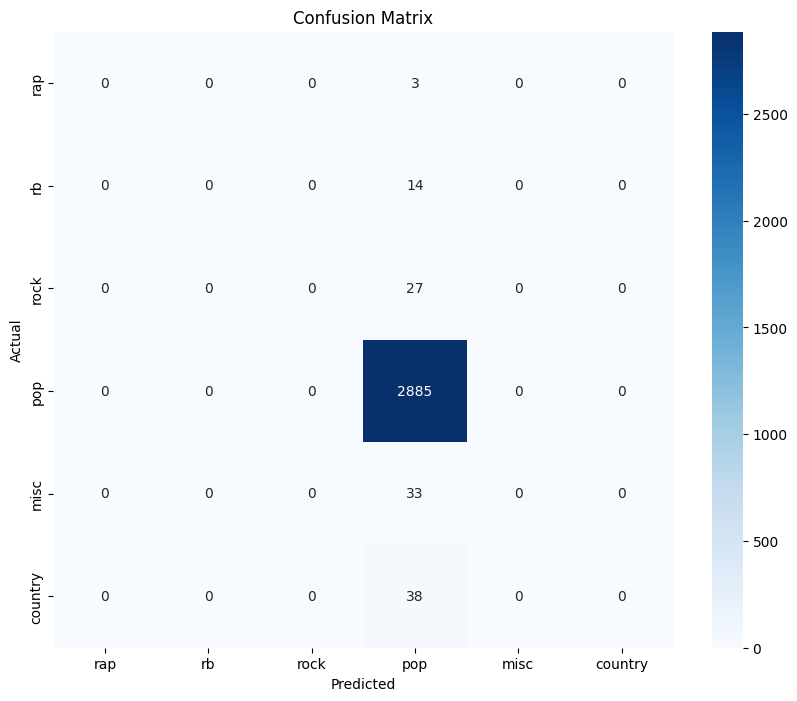 Confusion Matrix
rap 0 0 0 3 0 0
rb 0 0 0 14 0 0
rock 0 0 0 27 0 0
pop 0 0 0 2885 0 0
misc 0 0 0 33 0 0
country 0 0 0 38 0 0
Actual
rap rb rock pop misc country
Predicted
2500
2000
1500
1000
500
0